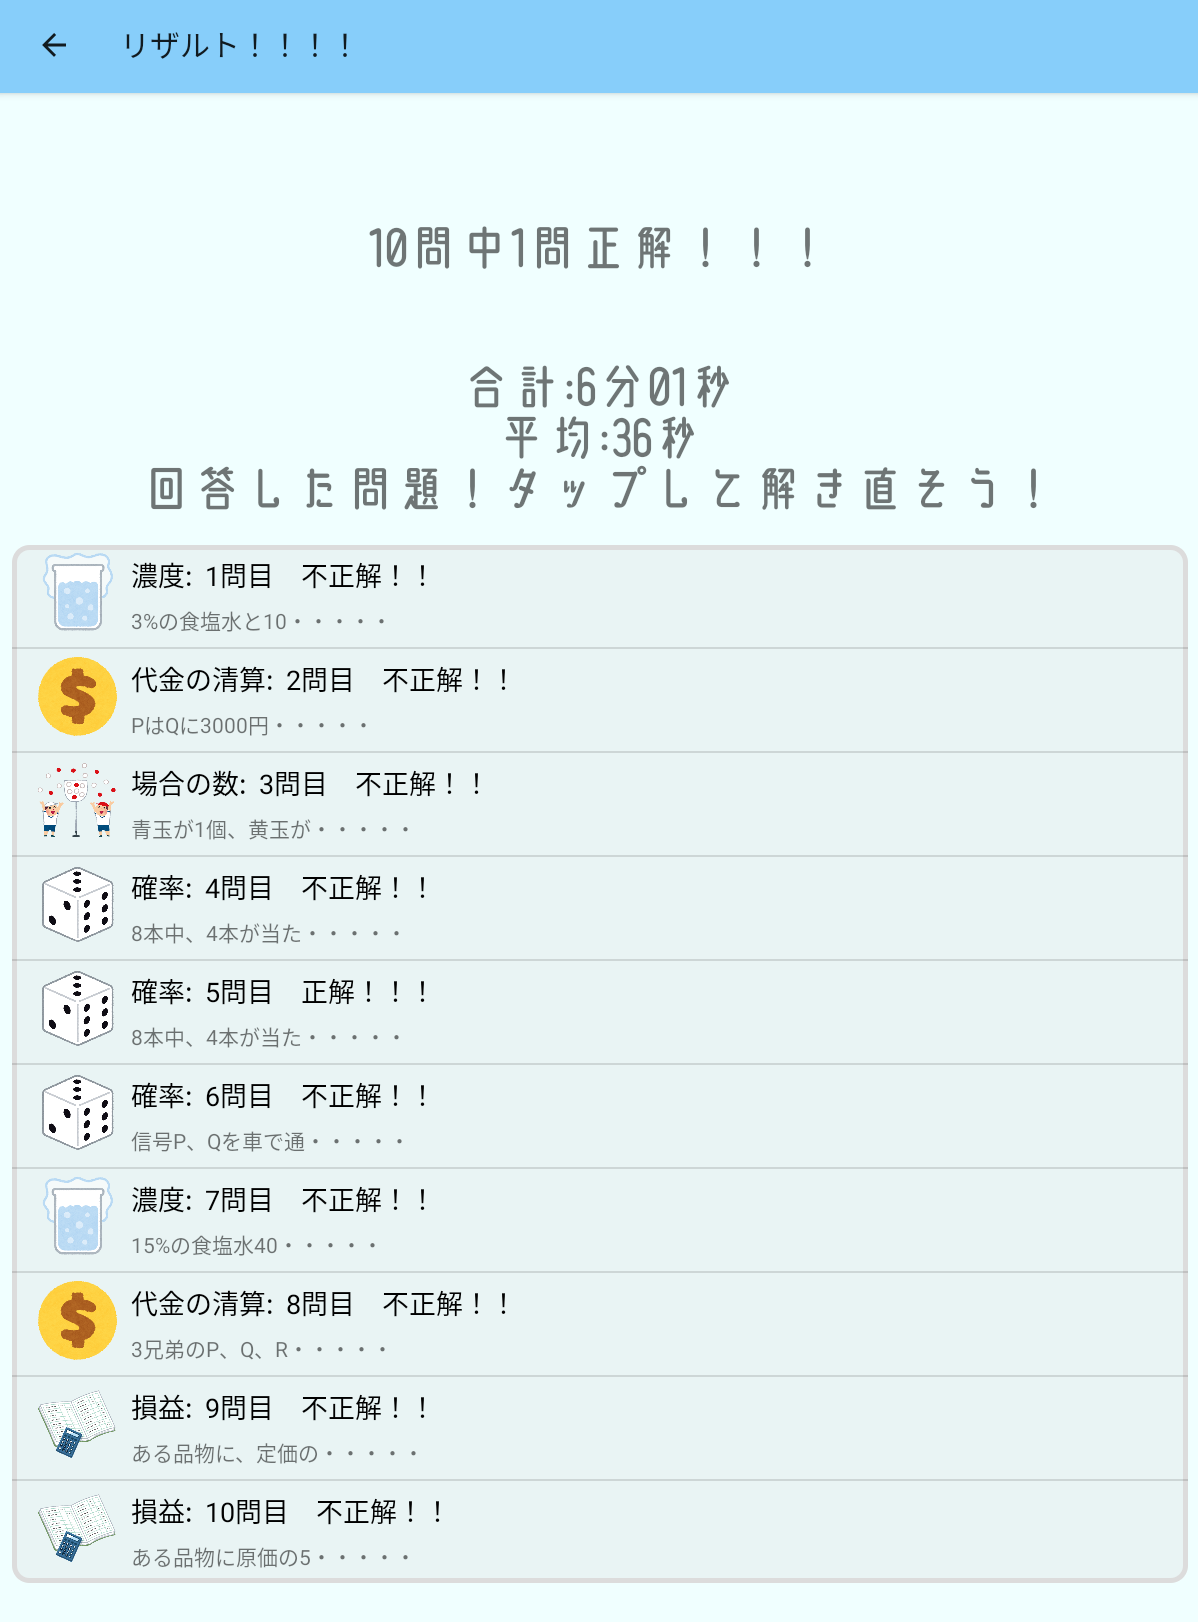 リザルト！！！！
10問中1問正解！！！
合計:6分01秒
平均:36秒
回答した問題！タップして解き直そう！
濃度: 1問目　不正解！！
3%の食塩水と10・・・・・
代金の清算: 2問目　不正解！！
PはQに3000円・・・・・
場合の数: 3問目　不正解！！
青玉が1個、黄玉が・・・・・
確率: 4問目　不正解！！
8本中、4本が当た・・・・・
確率: 5問目　正解！！！
8本中、4本が当た・・・・・
確率: 6問目　不正解！！
信号P、Qを車で通・・・・・
濃度: 7問目　不正解！！
15%の食塩水40・・・・・
代金の清算: 8問目　不正解！！
3兄弟のP、Q、R・・・・・
損益: 9問目　不正解！！
ある品物に、定価の・・・・・
損益: 10問目　不正解！！
ある品物に原価の5・・・・・